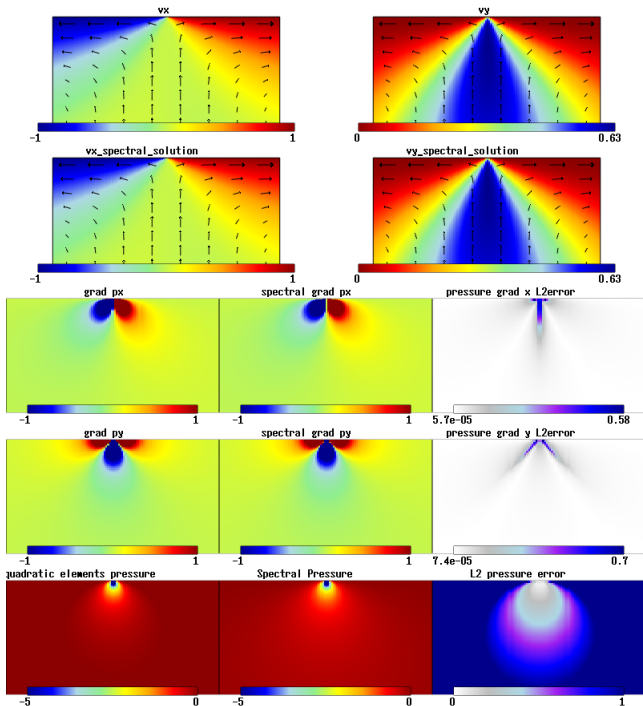 vx
vy
-1 1
0 0.63
vx_spectral_solution
vy_spectral_solution
-1 1
0 0.63
grad px
spectral grad px
pressure grad x L2error
-1 1
-1 1
5.7e-05 0.58
grad py
spectral grad py
pressure grad y L2error
-1 1
-1 1
7.4e-05 0.7
quadratic elements pressure
Spectral Pressure
L2 pressure error
-5 0
-5 0
0 1